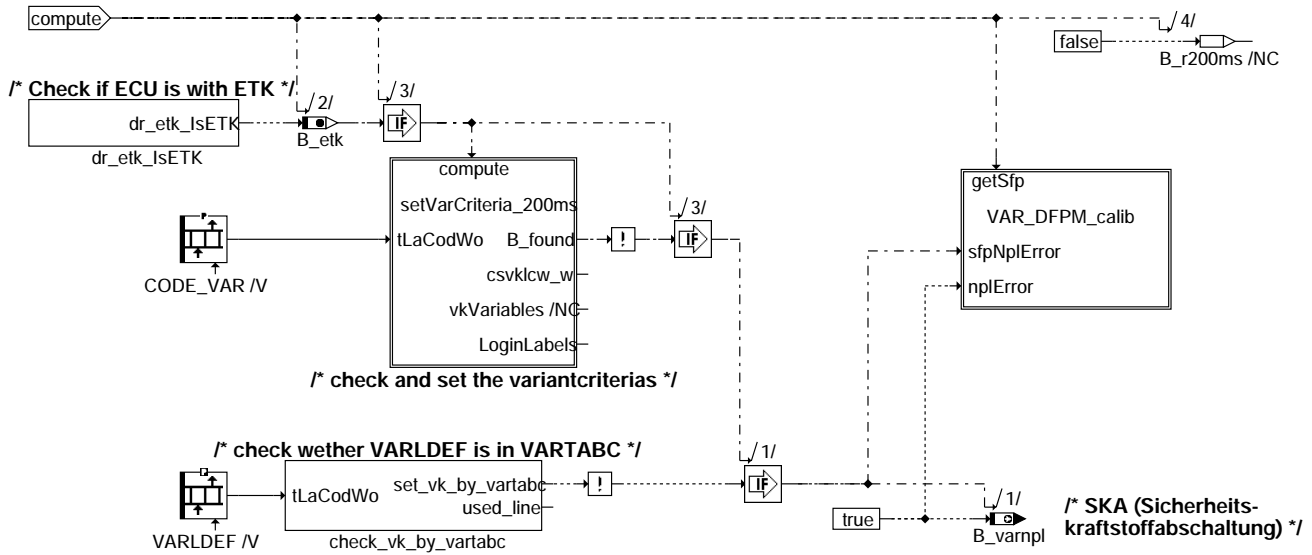 compute
/4/
false
B_r200ms /NC
/* Check if ECU is with ETK */
/2/
/3/
dr_etk_IsETK
IF
B_etk
dr_etk_IsETK
compute
getSfp
setVarCriteria_200ms
/3/
VAR_DFPM_calib
P
tLaCodWo
B_found
!
IF
sfpNplError
csvklcw_w
nplError
CODE_VAR /V
vkVariables /NC
LoginLabels
/* check and set the variantcriterias */
/* check wether VARLDEF is in VARTABC */
/1/
P
tLaCodWo
set_vk_by_vartabc
!
IF
used_line
/1/
true
/* SKA (Sicherheits-
kraftstoffabschaltung) */
VARLDEF /V
check_vk_by_vartabc
B_varnpl